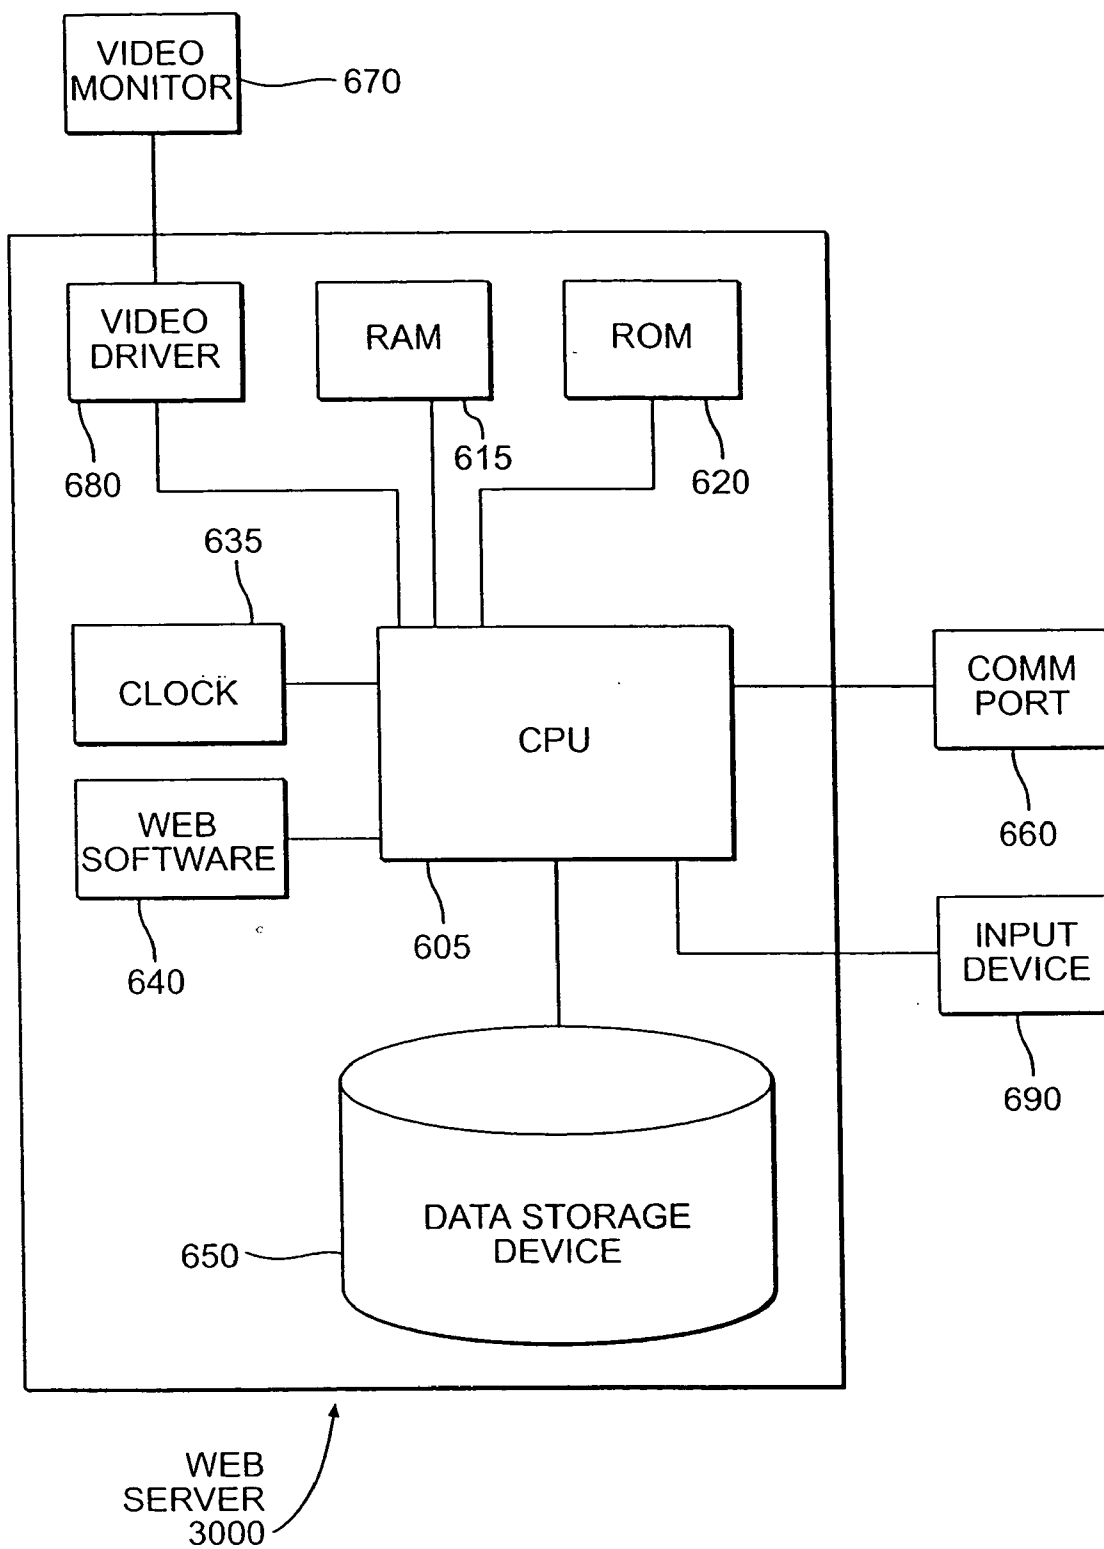 VIDEO
MONITOR
670
VIDEO
DRIVER
680
RAM
615
ROM
620
635
CLOCK
CPU
605
COMM
PORT
660
WEB
SOFTWARE
640
INPUT
DEVICE
690
DATA STORAGE
DEVICE
650
WEB
SERVER
3000